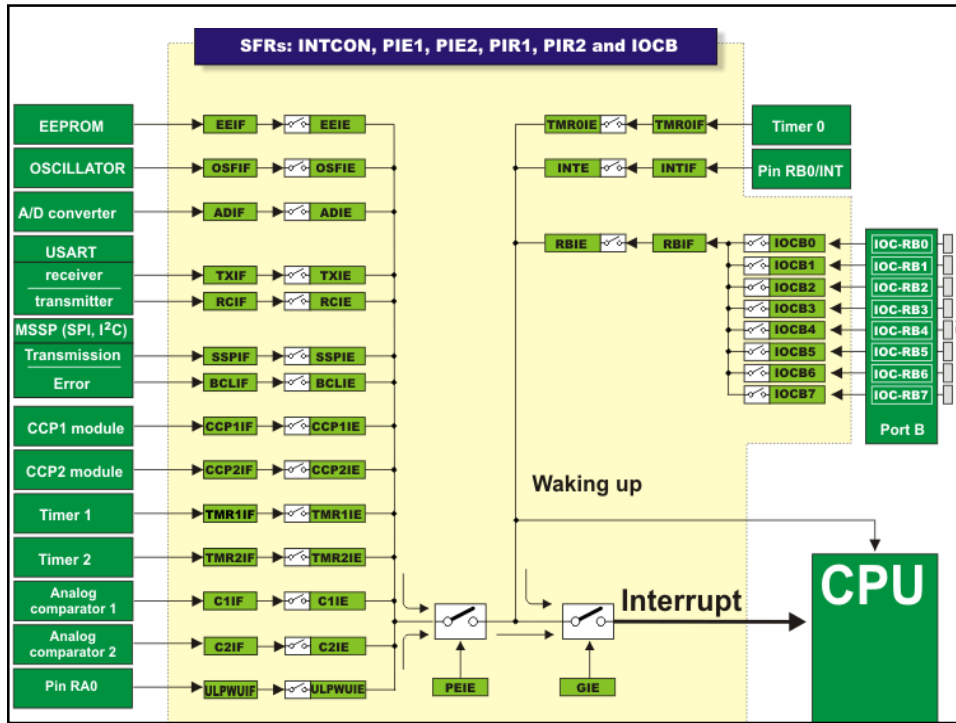 SFRs: INTCON, PIE1, PIE2, PIR1, PIR2 and IOCB
EEPROM
EEIF
EEIE
OSCILLATOR
OSFIF
OSFIE
A/D converter
ADIF
ADIE
USART
receiver
TXIF
TXIE
transmitter
RCIF
RCIE
MSSP (SPI, I²C)
Transmission
SSPIF
SSPIE
Error
BCLIF
BCLIE
CCP1 module
CCP1IF
CCP1IE
CCP2 module
CCP2IF
CCP2IE
Timer 1
TMR1IF
TMR1IE
Timer 2
TMR2IF
TMR2IE
Analog
comparator 1
C1IF
C1IE
Analog
comparator 2
C2IF
C2IE
Pin RA0
ULPWUIF
ULPWUIE
TMR0IE
TMR0IF
Timer 0
INTE
INTIF
Pin RB0/INT
RBIE
RBIF
IOCB0
IOC-RB0
IOCB1
IOC-RB1
IOCB2
IOC-RB2
IOCB3
IOC-RB3
IOCB4
IOC-RB4
IOCB5
IOC-RB5
IOCB6
IOC-RB6
IOCB7
IOC-RB7
Port B
Waking up
Interrupt
CPU
PEIE
GIE